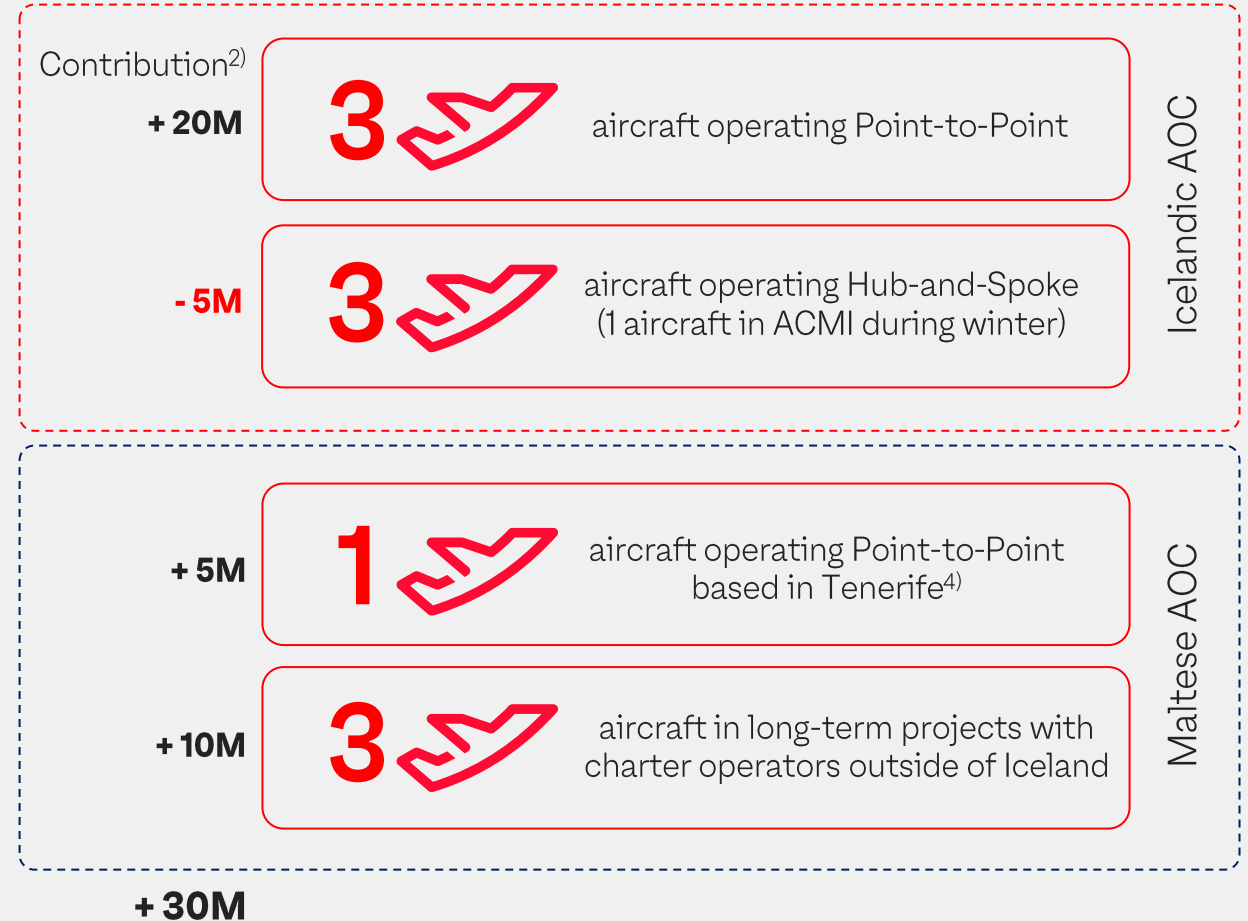 Contribution2)
+ 20M
3
aircraft operating Point-to-Point
- 5M
3
aircraft operating Hub-and-Spoke
(1 aircraft in ACMI during winter)
Icelandic AOC
+ 5M
1
aircraft operating Point-to-Point
based in Tenerife4)
+ 10M
3
aircraft in long-term projects with
charter operators outside of Iceland
Maltese AOC
+ 30M